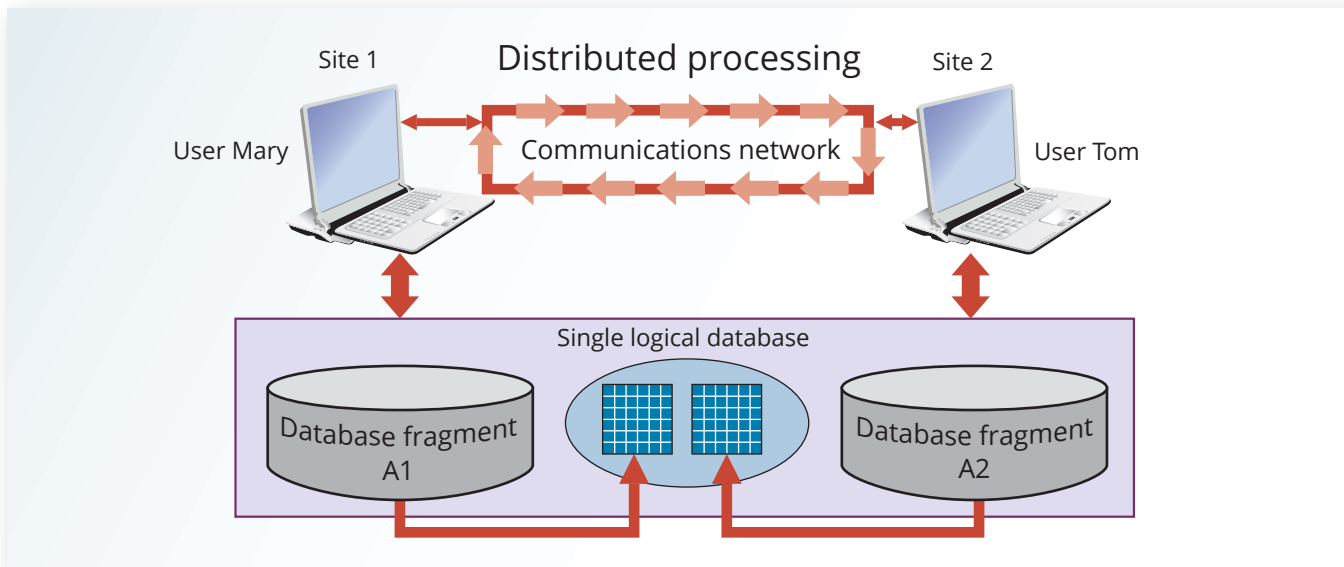 Distributed processing
Site 1
Site 2
User Mary
Communications network
User Tom
Single logical database
Database fragment
A1
Database fragment
A2